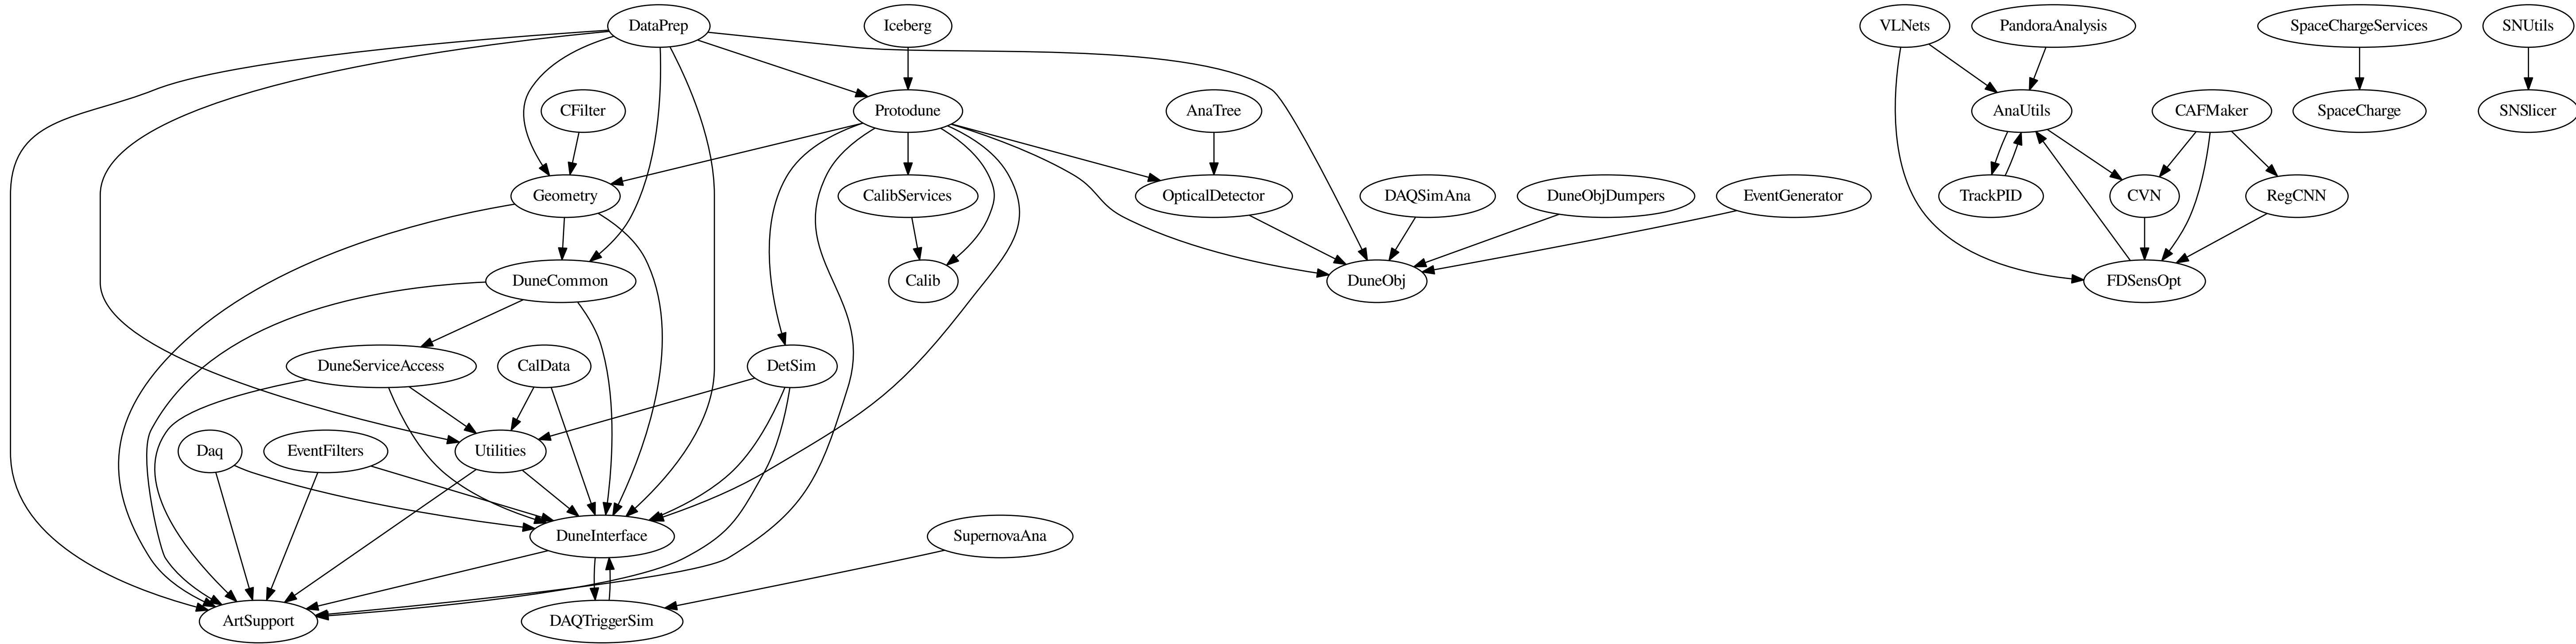 DataPrep
Iceberg
VLNets
PandoraAnalysis
SpaceChargeServices
SNUtils
CFilter
Protodune
AnaTree
AnaUtils
CAFMaker
SpaceCharge
SNSlicer
Geometry
CalibServices
OpticalDetector
DAQSimAna
DuneObjDumpers
EventGenerator
TrackPID
CVN
RegCNN
DuneCommon
Calib
DuneObj
FDSensOpt
DuneServiceAccess
CalData
DetSim
Daq
EventFilters
Utilities
DuneInterface
SupernovaAna
ArtSupport
DAQTriggerSim